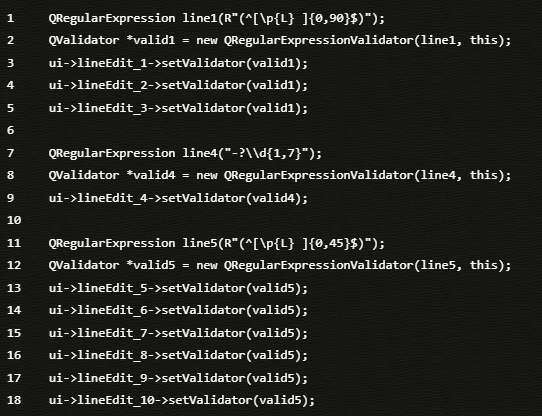 1 QRegularExpression line1(R"(^[\p{L} ]{0,90}$)");
2 QValidator *valid1 = new QRegularExpressionValidator(line1, this);
3 ui->lineEdit_1->setValidator(valid1);
4 ui->lineEdit_2->setValidator(valid1);
5 ui->lineEdit_3->setValidator(valid1);
6
7 QRegularExpression line4("-?\\d{1,7}");
8 QValidator *valid4 = new QRegularExpressionValidator(line4, this);
9 ui->lineEdit_4->setValidator(valid4);
10
11 QRegularExpression line5(R"(^[\p{L} ]{0,45}$)");
12 QValidator *valid5 = new QRegularExpressionValidator(line5, this);
13 ui->lineEdit_5->setValidator(valid5);
14 ui->lineEdit_6->setValidator(valid5);
15 ui->lineEdit_7->setValidator(valid5);
16 ui->lineEdit_8->setValidator(valid5);
17 ui->lineEdit_9->setValidator(valid5);
18 ui->lineEdit_10->setValidator(valid5);